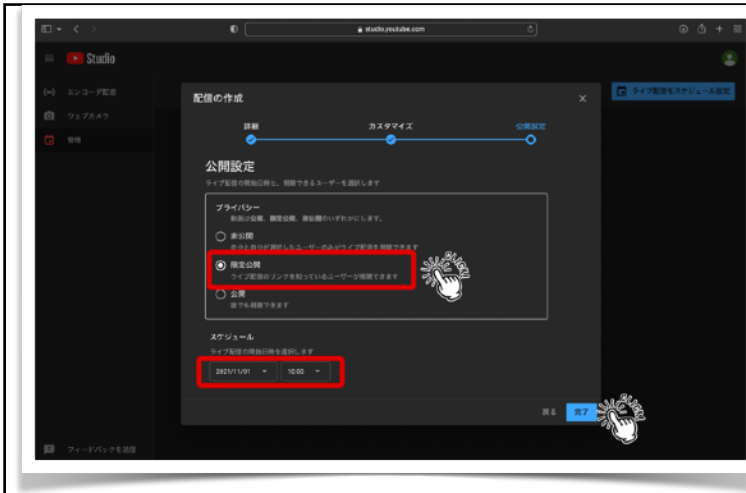 studio.youtube.com
Studio
エンコーダ配信
ウェブカメラ
管理
ライブ配信をスケジュール設定
配信の作成
詳細
カスタマイズ
公開設定
公開設定
ライブ配信の開始日時と、視聴できるユーザーを選択します
プライバシー
動画は公開、限定公開、非公開のいずれかにします。
非公開
自分と自分が選択したユーザーのみがライブ配信を視聴できます
限定公開
ライブ配信のリンクを知っているユーザーが視聴できます
CLICK
公開
誰でも視聴できます
スケジュール
ライブ配信の開始日時を選択します
2021/11/01
10:00
戻る
完了
CLICK
フィードバックを送信